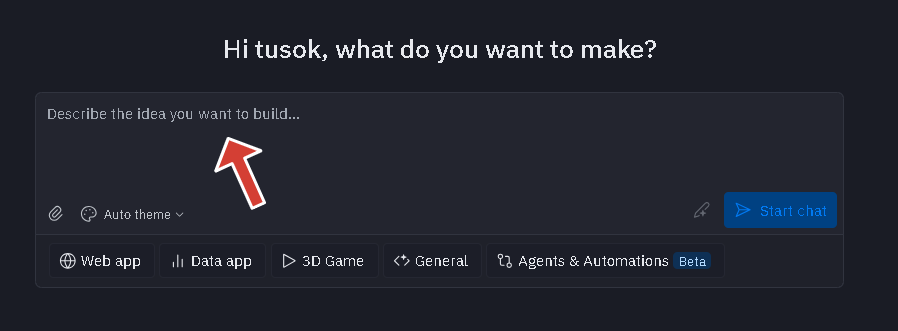 Hi tusok, what do you want to make?
Describe the idea you want to build...
Auto theme
Start chat
Web app
Data app
3D Game
General
Agents & Automations Beta